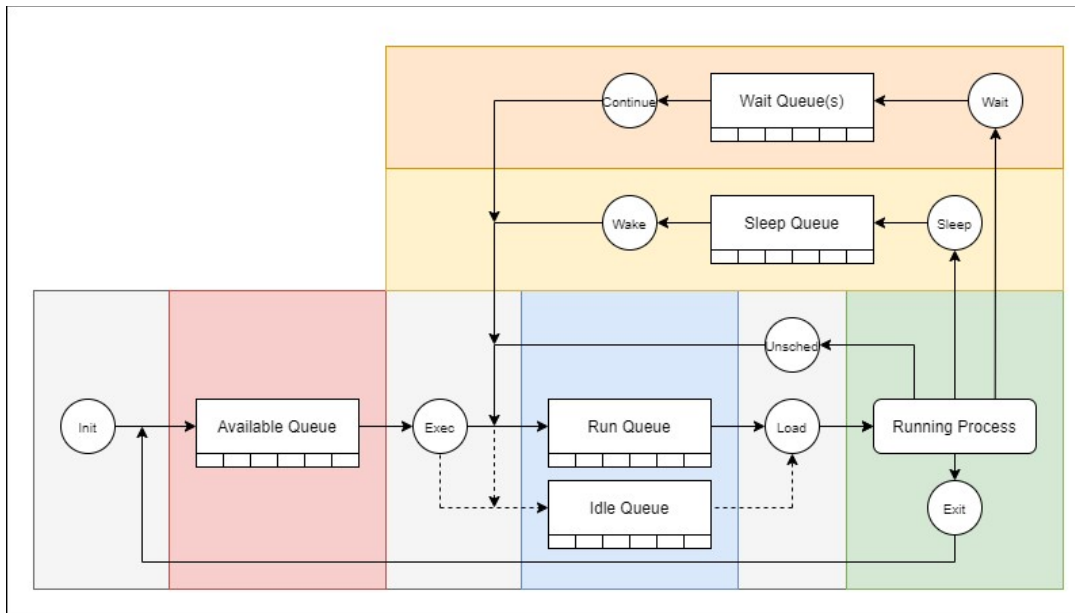 Continue
Wait Queue(s)
Wait
Wake
Sleep Queue
Sleep
Unsched
Init
Available Queue
Exec
Run Queue
Load
Running Process
Idle Queue
Exit